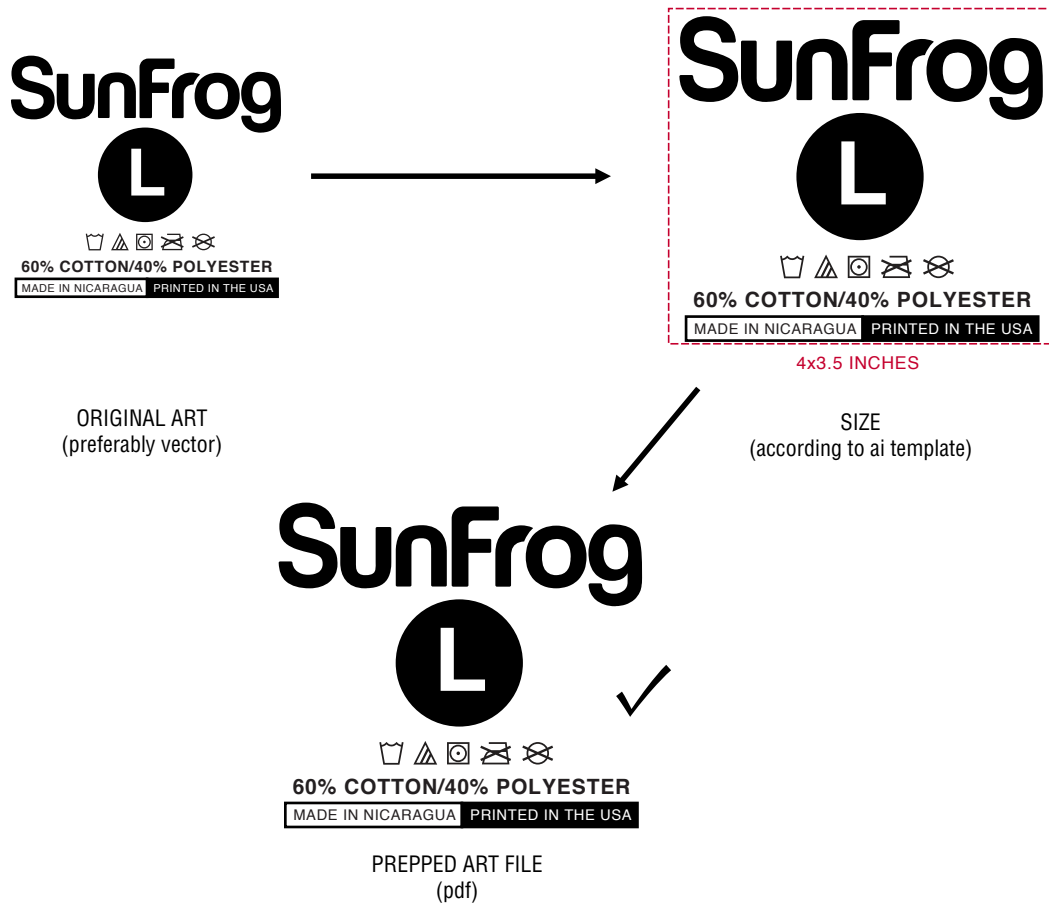 SunFrog
L
60% COTTON/40% POLYESTER
MADE IN NICARAGUA PRINTED IN THE USA
ORIGINAL ART
(preferably vector)
SunFrog
L
60% COTTON/40% POLYESTER
MADE IN NICARAGUA PRINTED IN THE USA
4x3.5 INCHES
SIZE
(according to ai template)
SunFrog
L
60% COTTON/40% POLYESTER
MADE IN NICARAGUA PRINTED IN THE USA
PREPPED ART FILE
(pdf)